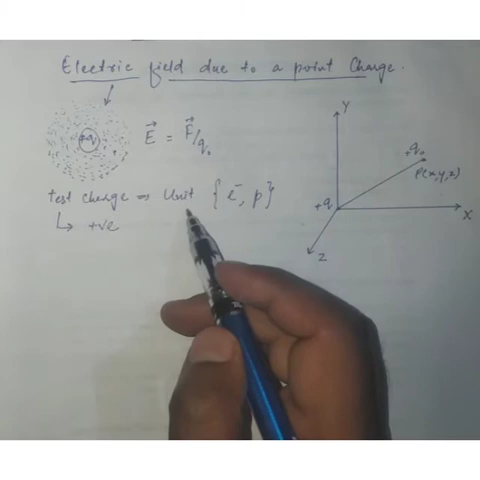 Electric field due to a point Charge.
+q
E⃗ = F⃗/q₀
test charge ⇒ Unit {e⁻, p}
↳ +ve
Y
+q₀
P(x,y,z)
+q
X
Z